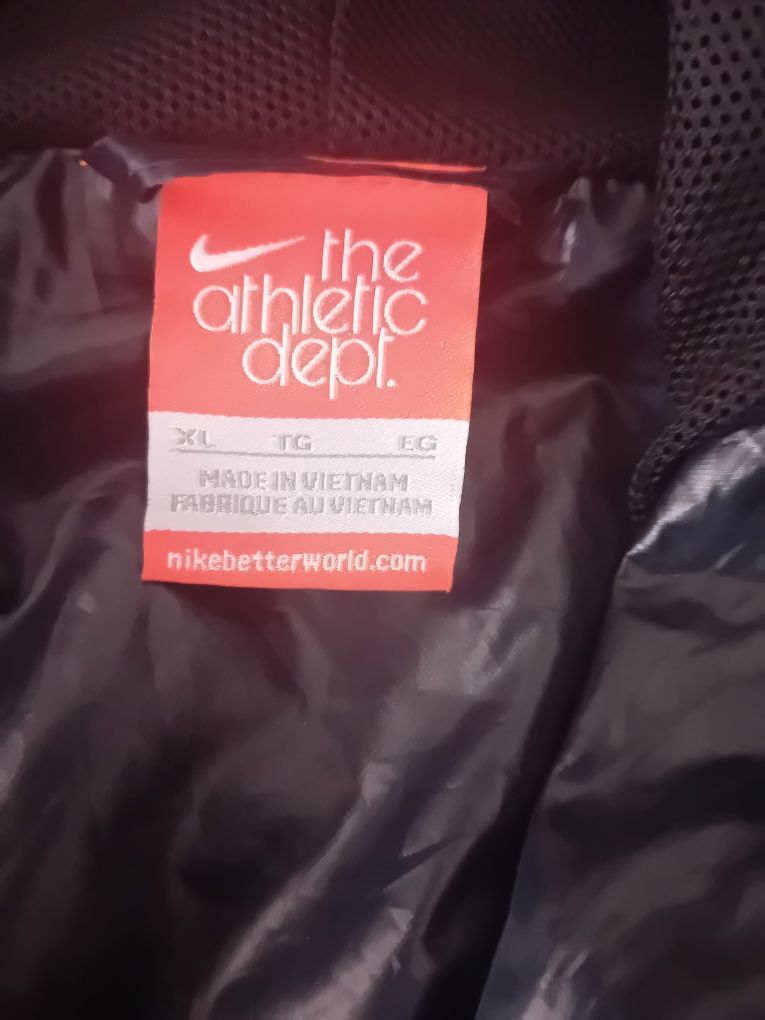 the
athletic
dept.
XL TG EG
MADE IN VIETNAM
FABRIQUE AU VIETNAM
nikebetterworld.com